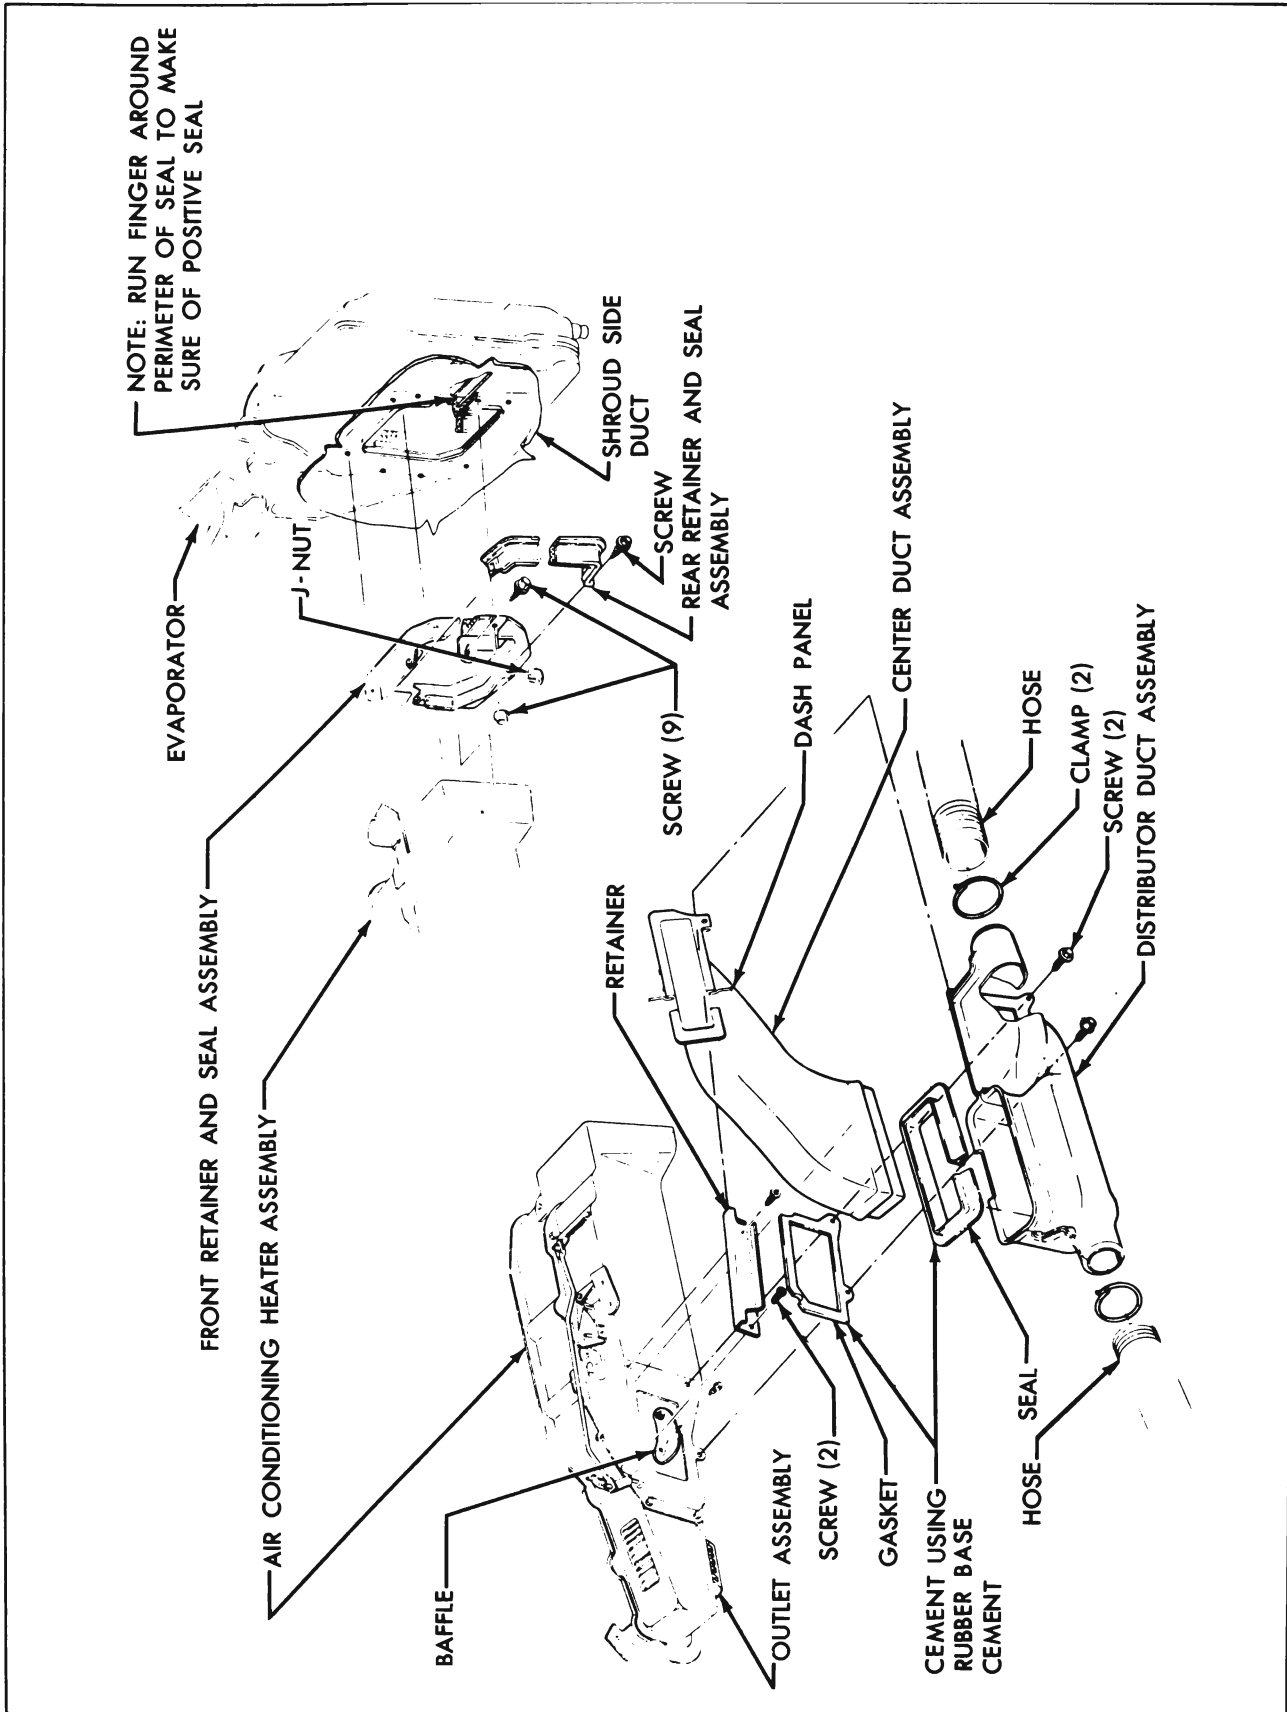 NOTE: RUN FINGER AROUND
PERIMETER OF SEAL TO MAKE
SURE OF POSITIVE SEAL
EVAPORATOR
J-NUT
SHROUD SIDE
DUCT
SCREW
REAR RETAINER AND SEAL
ASSEMBLY
FRONT RETAINER AND SEAL ASSEMBLY
AIR CONDITIONING HEATER ASSEMBLY
SCREW (9)
DASH PANEL
CENTER DUCT ASSEMBLY
RETAINER
HOSE
CLAMP (2)
SCREW (2)
DISTRIBUTOR DUCT ASSEMBLY
BAFFLE
OUTLET ASSEMBLY
SCREW (2)
GASKET
CEMENT USING
RUBBER BASE
CEMENT
SEAL
HOSE